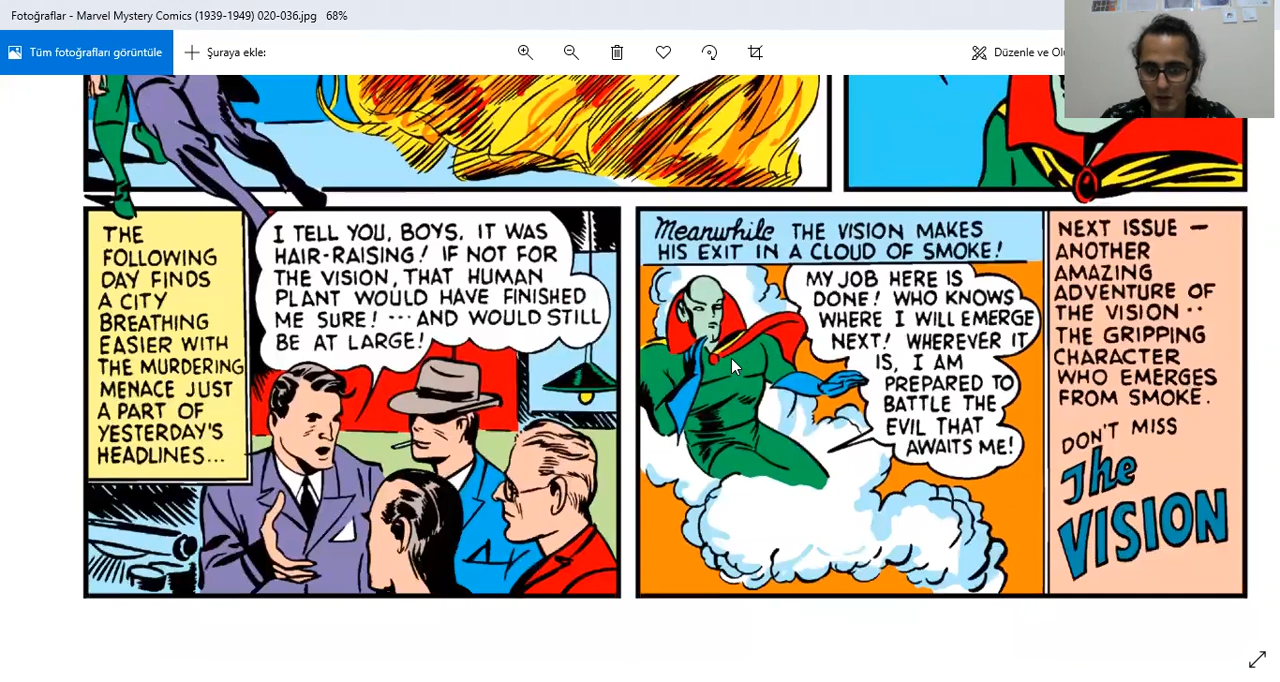 Fotoğraflar - Marvel Mystery Comics (1939-1949) 020-036.jpg 68%
Tüm fotoğrafları görüntüle
Şuraya ekle:
Düzenle ve
THE
FOLLOWING
DAY FINDS
A CITY
BREATHING
EASIER WITH
THE MURDERING
MENACE JUST
A PART OF
YESTERDAY'S
HEADLINES...
I TELL YOU, BOYS. IT WAS
HAIR-RAISING! IF NOT FOR
THE VISION, THAT HUMAN
PLANT WOULD HAVE FINISHED
ME SURE! ... AND WOULD STILL
BE AT LARGE!
Meanwhile THE VISION MAKES
HIS EXIT IN A CLOUD OF SMOKE!
MY JOB HERE IS
DONE! WHO KNOWS
WHERE I WILL EMERGE
NEXT! WHEREVER IT
IS, I AM
PREPARED TO
BATTLE THE
EVIL THAT
AWAITS ME!
NEXT ISSUE —
ANOTHER
AMAZING
ADVENTURE OF
THE VISION ..
THE GRIPPING
CHARACTER
WHO EMERGES
FROM SMOKE.
DON'T MISS
The
VISION